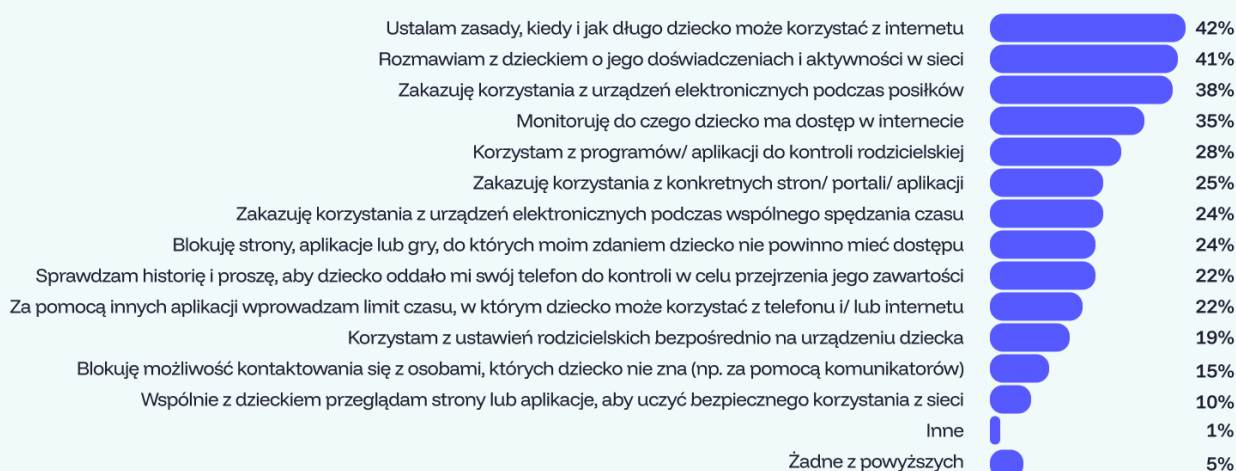 Ustalam zasady, kiedy i jak długo dziecko może korzystać z internetu 42%
Rozmawiam z dzieckiem o jego doświadczeniach i aktywności w sieci 41%
Zakazuję korzystania z urządzeń elektronicznych podczas posiłków 38%
Monitoruję do czego dziecko ma dostęp w internecie 35%
Korzystam z programów/ aplikacji do kontroli rodzicielskiej 28%
Zakazuję korzystania z konkretnych stron/ portali/ aplikacji 25%
Zakazuję korzystania z urządzeń elektronicznych podczas wspólnego spędzania czasu 24%
Blokuję strony, aplikacje lub gry, do których moim zdaniem dziecko nie powinno mieć dostępu 24%
Sprawdzam historię i proszę, aby dziecko oddało mi swój telefon do kontroli w celu przejrzenia jego zawartości 22%
Za pomocą innych aplikacji wprowadzam limit czasu, w którym dziecko może korzystać z telefonu i/ lub internetu 22%
Korzystam z ustawień rodzicielskich bezpośrednio na urządzeniu dziecka 19%
Blokuję możliwość kontaktowania się z osobami, których dziecko nie zna (np. za pomocą komunikatorów) 15%
Wspólnie z dzieckiem przeglądam strony lub aplikacje, aby uczyć bezpiecznego korzystania z sieci 10%
Inne 1%
Żadne z powyższych 5%